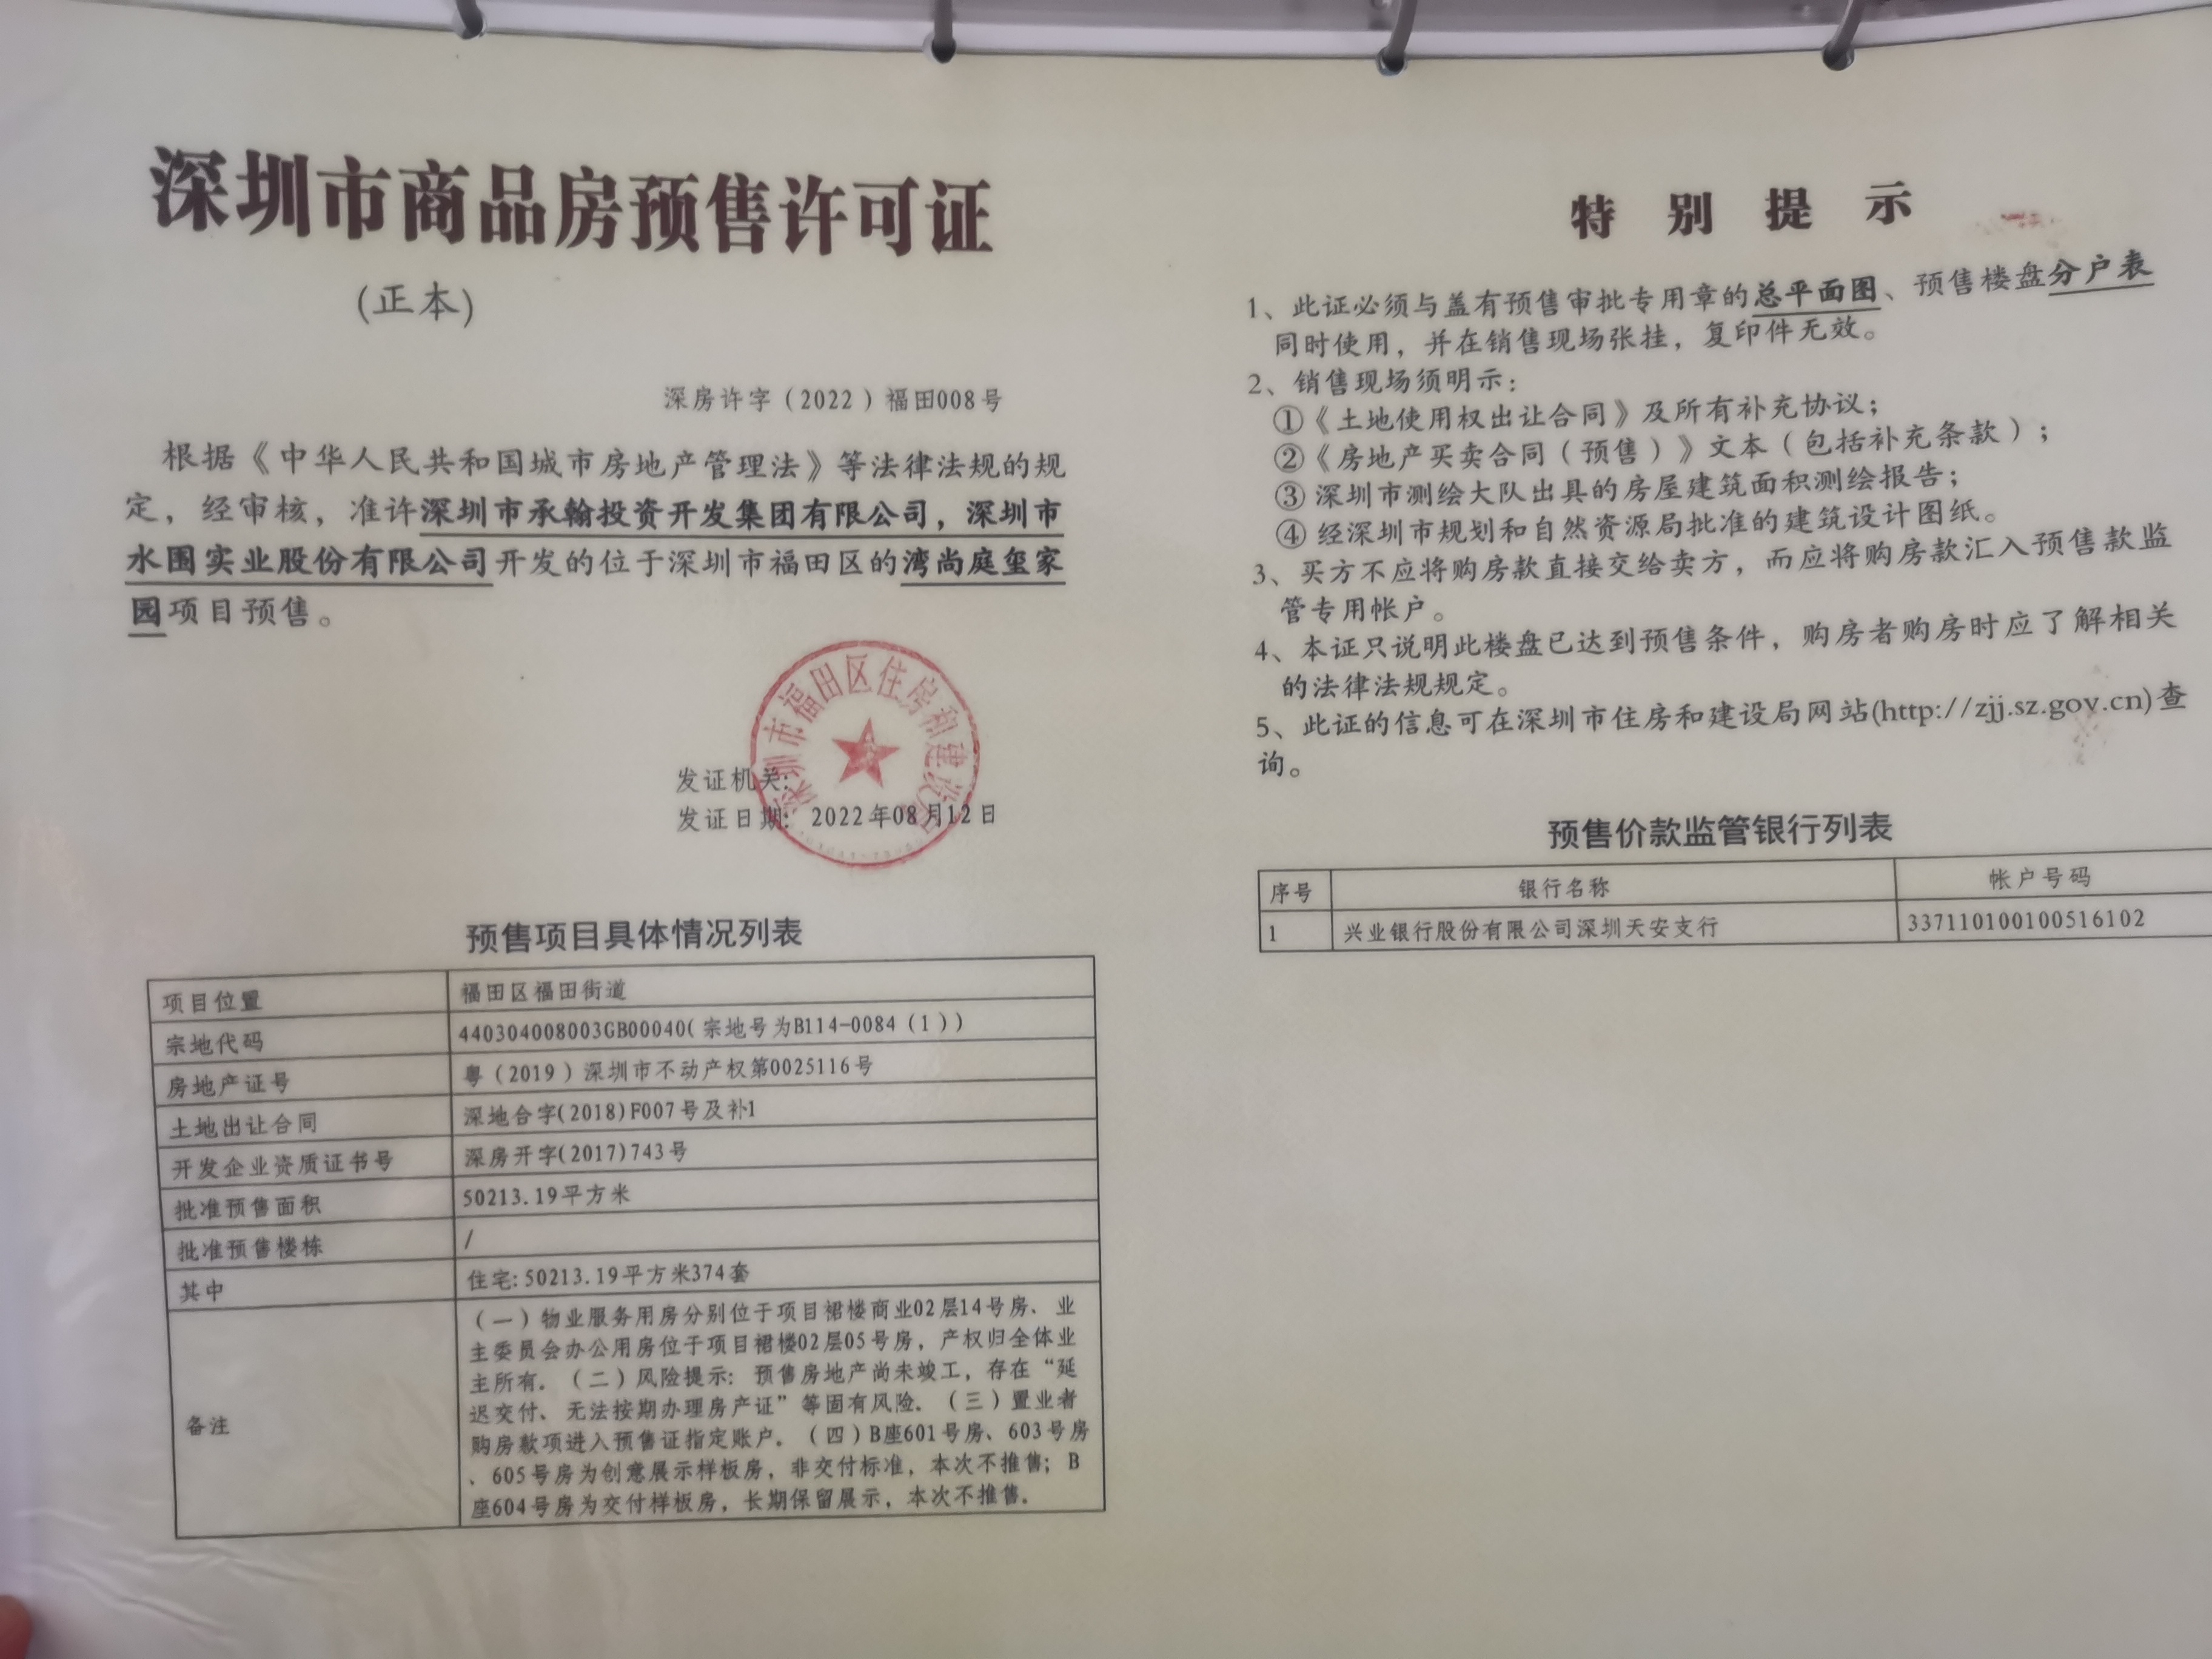 深圳市商品房预售许可证
(正本)
深房许字（2022）福田008号
根据《中华人民共和国城市房地产管理法》等法律法规的规
定，经审核，准许深圳市承翰投资开发集团有限公司，深圳市
水围实业股份有限公司开发的位于深圳市福田区的湾尚庭玺家
园项目预售。
深圳市福田区住房和建设局
发证机关:
发证日期: 2022年08月12日
预售项目具体情况列表
项目位置 福田区福田街道
宗地代码 440304008003GB00040(宗地号为B114-0084（1）)
房地产证号 粤（2019）深圳市不动产权第0025116号
土地出让合同 深地合字(2018)F007号及补1
开发企业资质证书号 深房开字(2017)743号
批准预售面积 50213.19平方米
批准预售楼栋 /
其中 住宅:50213.19平方米374套
备注
（一）物业服务用房分别位于项目裙楼商业02层14号房、业
主委员会办公用房位于项目裙楼02层05号房，产权归全体业
主所有。（二）风险提示：预售房地产尚未竣工，存在“延
迟交付、无法按期办理房产证”等固有风险。（三）置业者
购房款项进入预售证指定账户。（四）B座601号房、603号房
、605号房为创意展示样板房，非交付标准，本次不推售；B
座604号房为交付样板房，长期保留展示，本次不推售。
特别提示
1、此证必须与盖有预售审批专用章的总平面图、预售楼盘分户表
同时使用，并在销售现场张挂，复印件无效。
2、销售现场须明示：
①《土地使用权出让合同》及所有补充协议；
②《房地产买卖合同（预售）》文本（包括补充条款）；
③深圳市测绘大队出具的房屋建筑面积测绘报告；
④经深圳市规划和自然资源局批准的建筑设计图纸。
3、买方不应将购房款直接交给卖方，而应将购房款汇入预售款监
管专用帐户。
4、本证只说明此楼盘已达到预售条件，购房者购房时应了解相关
的法律法规规定。
5、此证的信息可在深圳市住房和建设局网站(http://zjj.sz.gov.cn)查
询。
预售价款监管银行列表
序号 银行名称 帐户号码
1 兴业银行股份有限公司深圳天安支行 337110100100516102